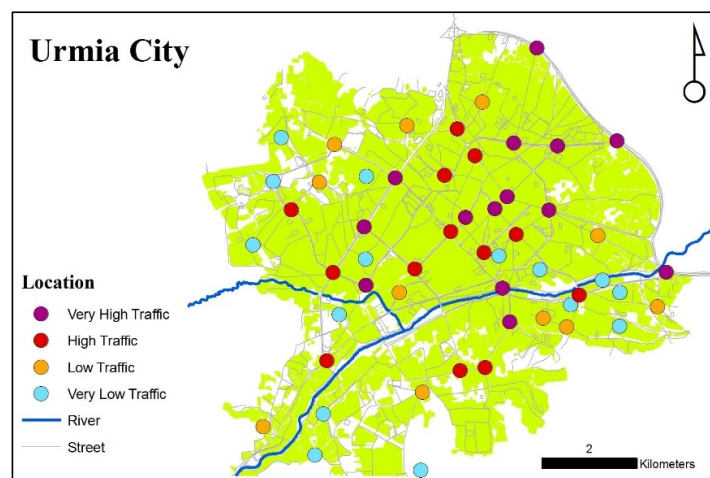 Urmia City
Location
Very High Traffic
High Traffic
Low Traffic
Very Low Traffic
River
Street
2
Kilometers